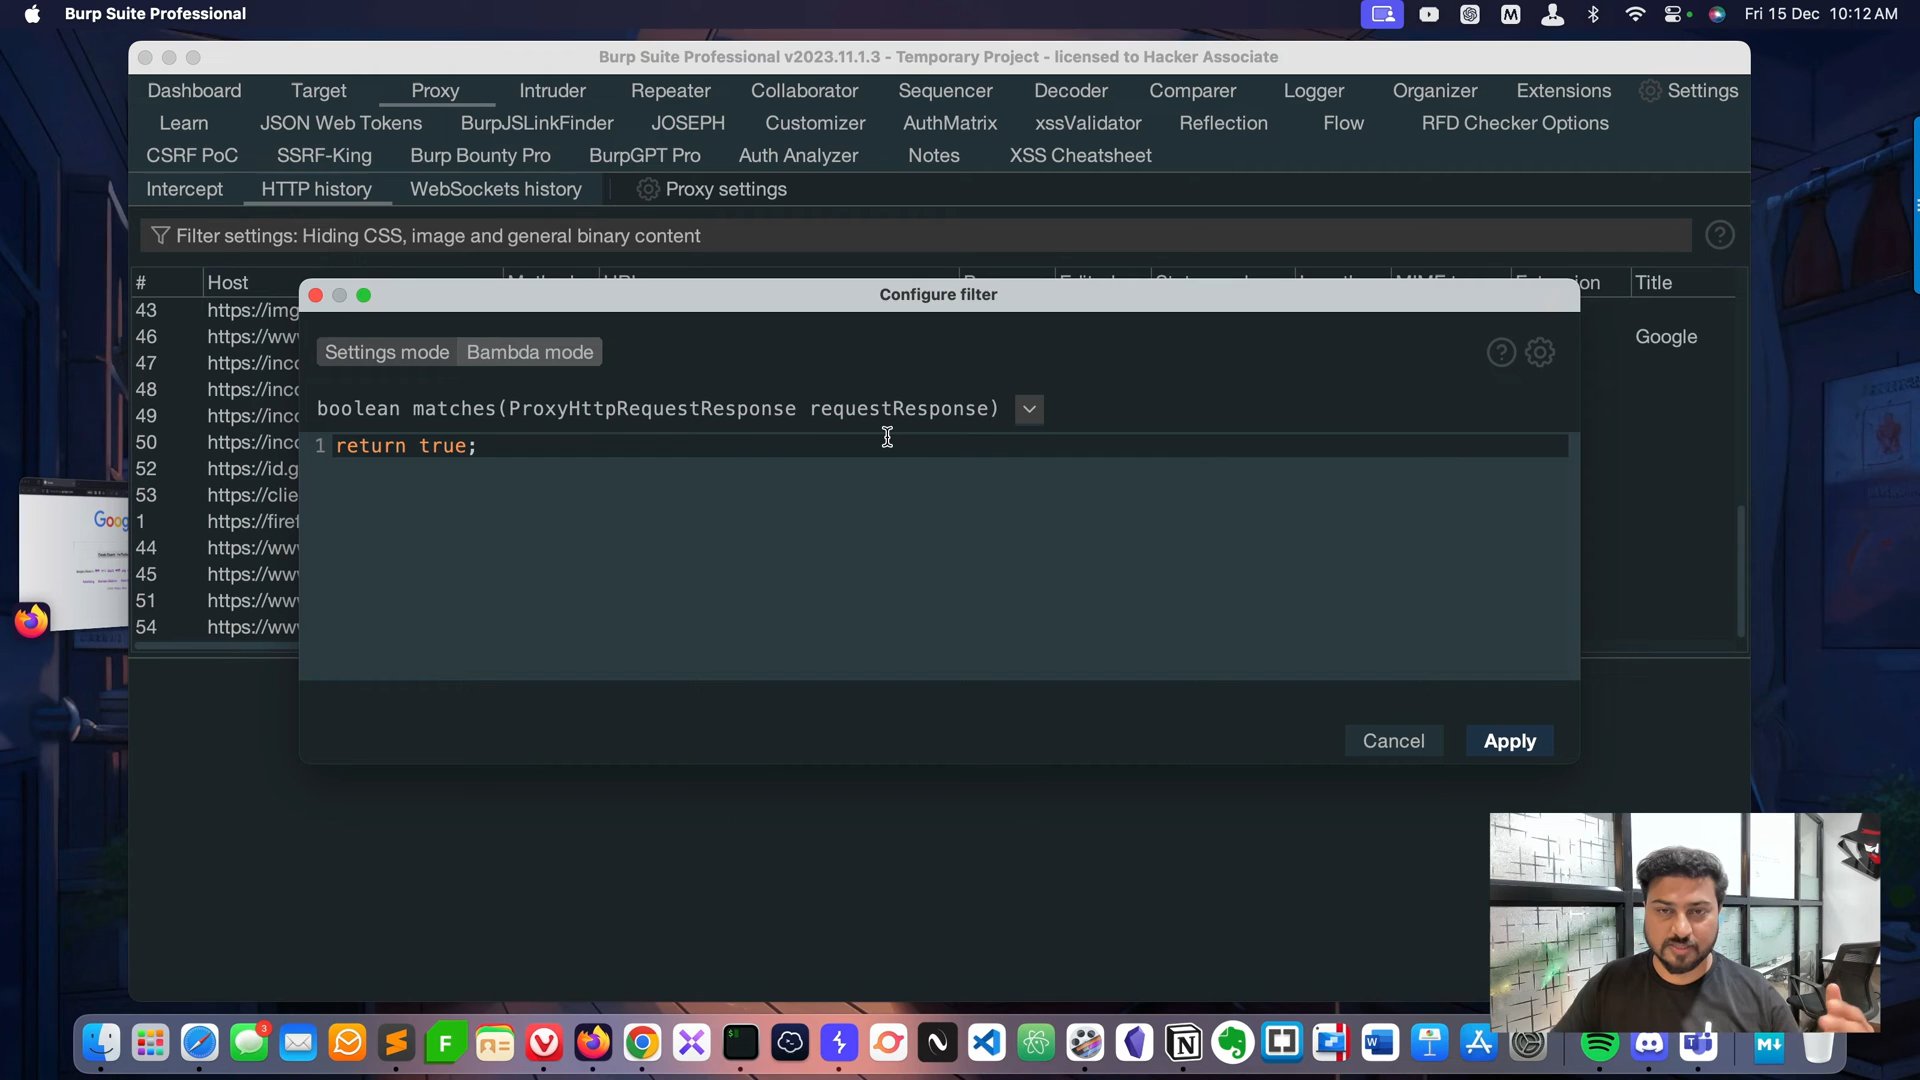 Burp Suite Professional
Fri 15 Dec 10:12 AM
Burp Suite Professional v2023.11.1.3 - Temporary Project - licensed to Hacker Associate
Dashboard Target Proxy Intruder Repeater Collaborator Sequencer Decoder Comparer Logger Organizer Extensions Settings
Learn JSON Web Tokens BurpJSLinkFinder JOSEPH Customizer AuthMatrix xssValidator Reflection Flow RFD Checker Options
CSRF PoC SSRF-King Burp Bounty Pro BurpGPT Pro Auth Analyzer Notes XSS Cheatsheet
Intercept HTTP history WebSockets history Proxy settings
Filter settings: Hiding CSS, image and general binary content
# Host Title
Configure filter
43 https://img
46 https://ww Google
Settings mode Bambda mode
47 https://inco
48 https://inco
boolean matches(ProxyHttpRequestResponse requestResponse)
49 https://inco
50 https://inco
1 return true;
52 https://id.g
53 https://clie
1 https://firef
44 https://ww
45 https://ww
51 https://ww
54 https://ww
Cancel Apply